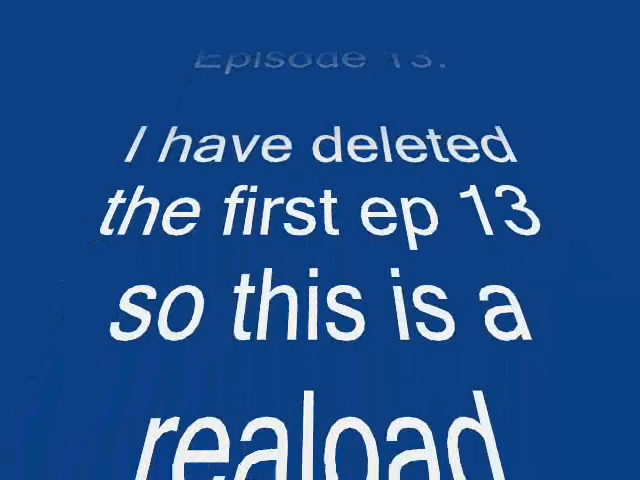 Episode 13.
I have deleted
the first ep 13
so this is a
reaload